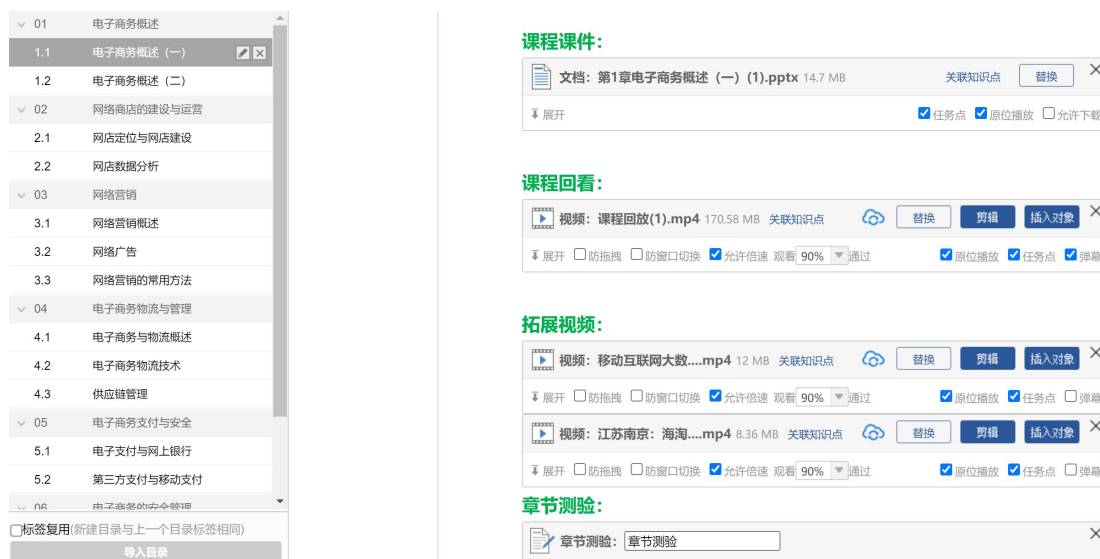 01 电子商务概述
1.1 电子商务概述（一）
1.2 电子商务概述（二）
02 网络商店的建设与运营
2.1 网店定位与网店建设
2.2 网店数据分析
03 网络营销
3.1 网络营销概述
3.2 网络广告
3.3 网络营销的常用方法
04 电子商务物流与管理
4.1 电子商务与物流概述
4.2 电子商务物流技术
4.3 供应链管理
05 电子商务支付与安全
5.1 电子支付与网上银行
5.2 第三方支付与移动支付
06 电子商务的安全管理
标签复用(新建目录与上一个目录标签相同)
导入目录
课程课件：
文档：第1章电子商务概述（一）(1).pptx 14.7 MB 关联知识点 替换
展开 任务点 原位播放 允许下载
课程回看：
视频：课程回放(1).mp4 170.58 MB 关联知识点 替换 剪辑 插入对象
展开 防拖拽 防窗口切换 允许倍速 观看 90% 通过 原位播放 任务点 弹幕
拓展视频：
视频：移动互联网大数....mp4 12 MB 关联知识点 替换 剪辑 插入对象
展开 防拖拽 防窗口切换 允许倍速 观看 90% 通过 原位播放 任务点 弹幕
视频：江苏南京：海淘....mp4 8.36 MB 关联知识点 替换 剪辑 插入对象
展开 防拖拽 防窗口切换 允许倍速 观看 90% 通过 原位播放 任务点 弹幕
章节测验：
章节测验：章节测验